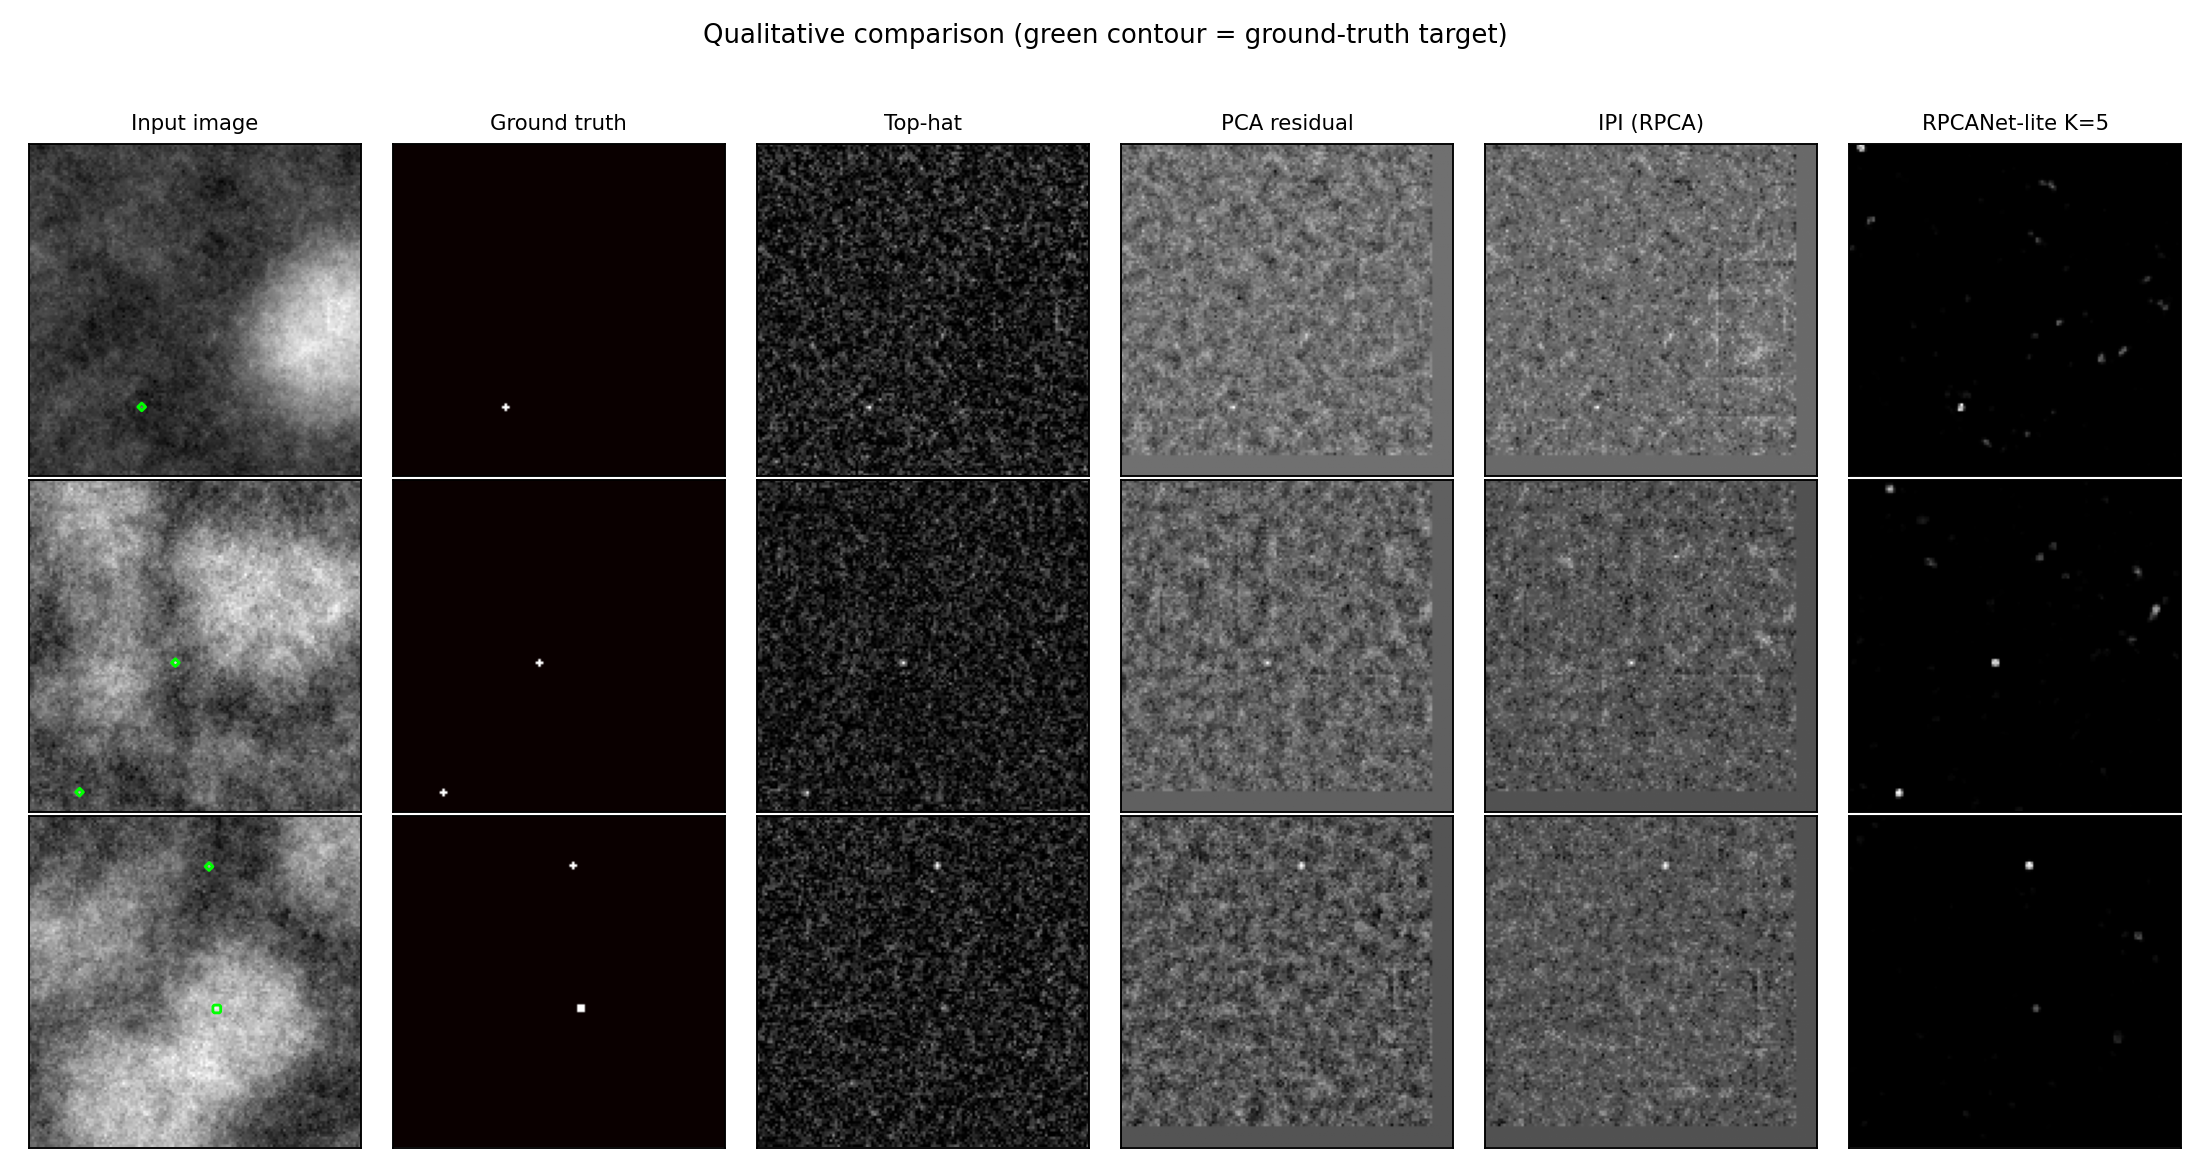 Qualitative comparison (green contour = ground-truth target)
Input image
Ground truth
Top-hat
PCA residual
IPI (RPCA)
RPCANet-lite K=5